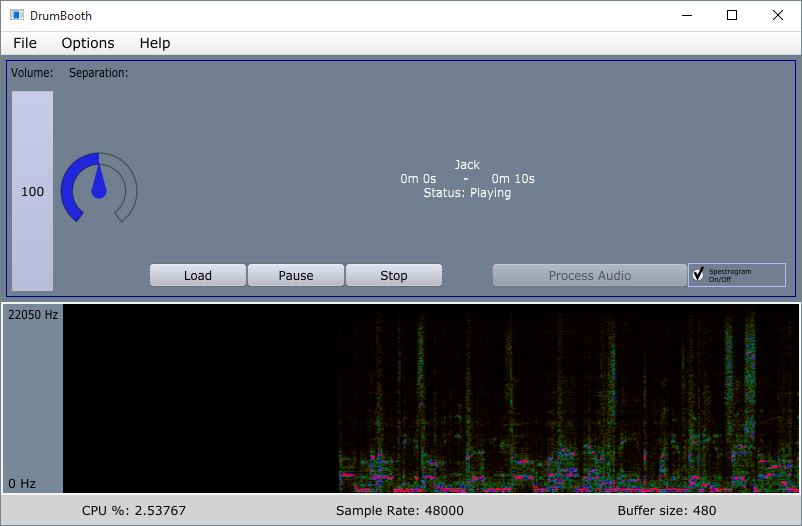 DrumBooth
File Options Help
Volume: Separation:
100
Jack
0m 0s - 0m 10s
Status: Playing
Load Pause Stop Process Audio
Spectrogram
On/Off
22050 Hz
0 Hz
CPU %: 2.53767 Sample Rate: 48000 Buffer size: 480